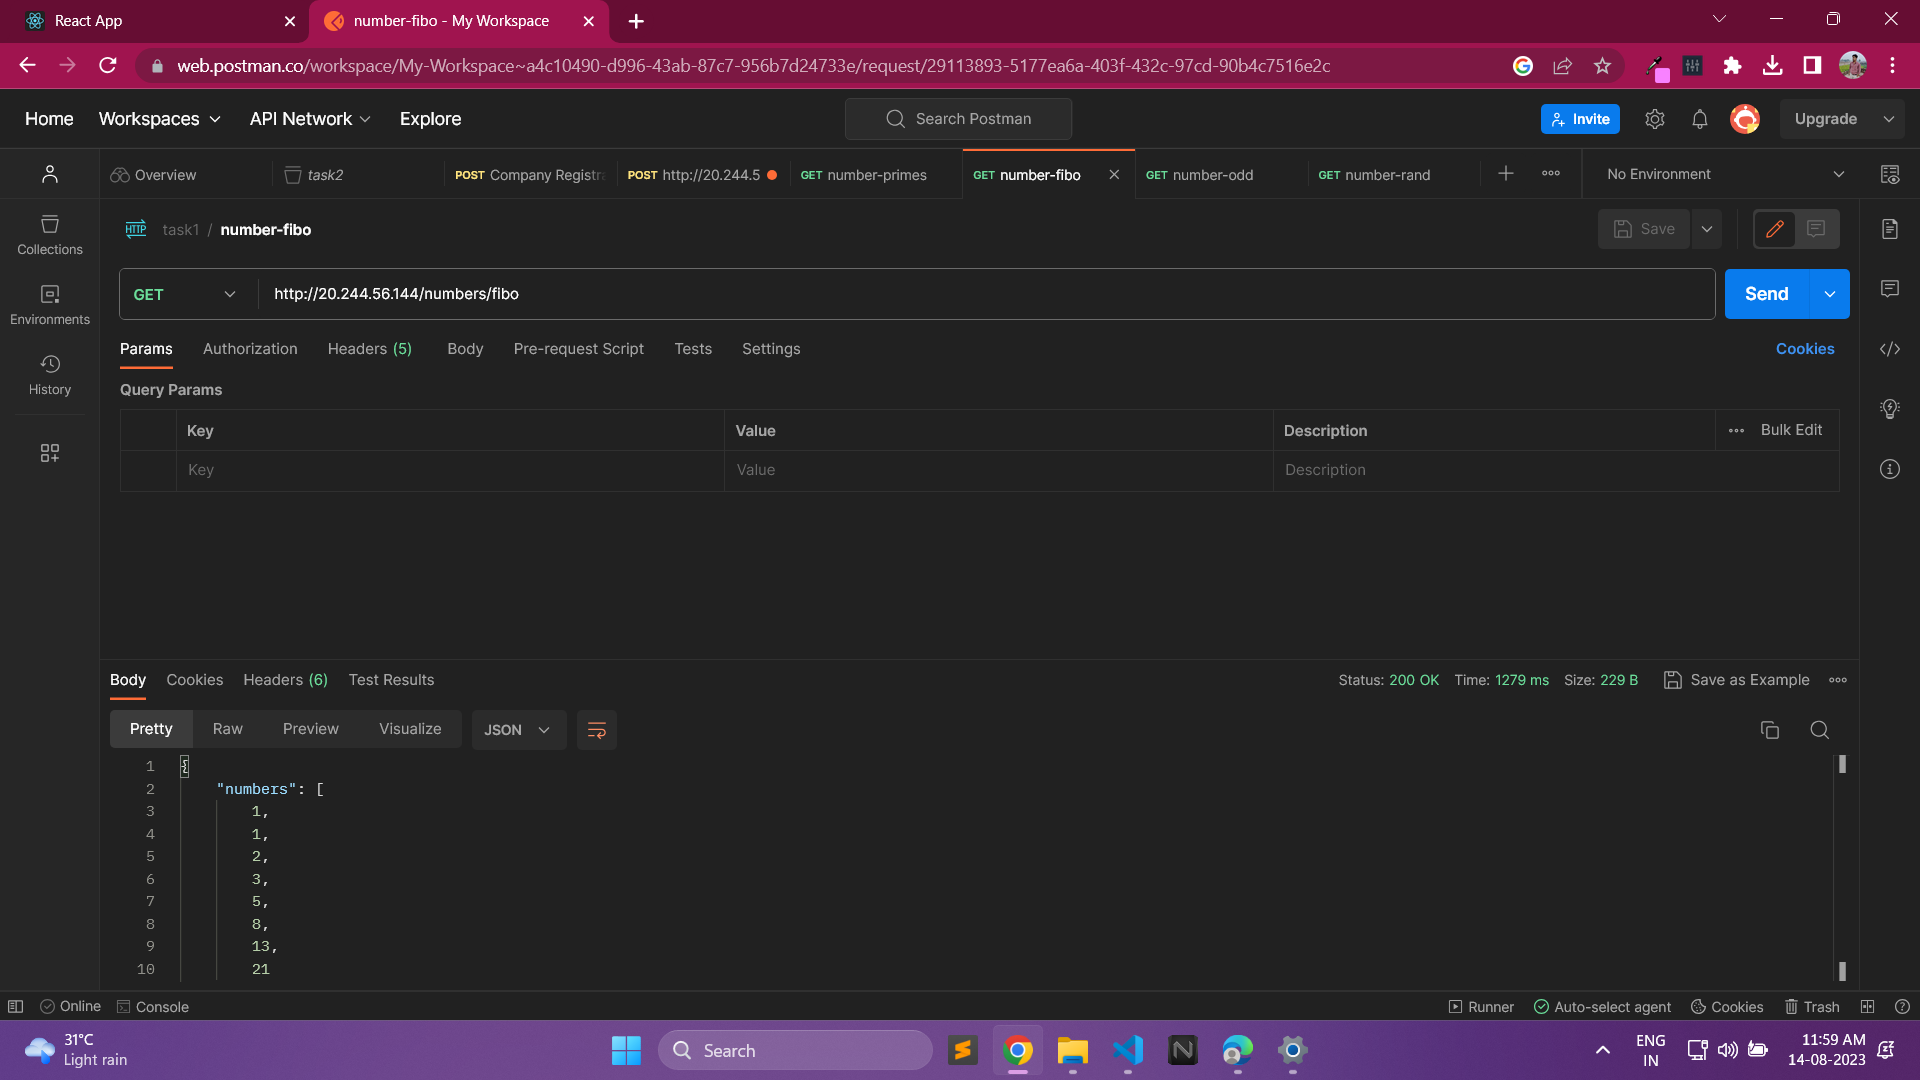 React App
number-fibo - My Workspace
web.postman.co/workspace/My-Workspace~a4c10490-d996-43ab-87c7-956b7d24733e/request/29113893-5177ea6a-403f-432c-97cd-90b4c7516e2c
Home Workspaces API Network Explore
Search Postman
Invite
Upgrade
Overview
task2
POST Company Registra
POST http://20.244.5
GET number-primes
GET number-fibo
GET number-odd
GET number-rand
No Environment
HTTP task1 / number-fibo
Save
Collections
Environments
History
GET
http://20.244.56.144/numbers/fibo
Send
Params Authorization Headers (5) Body Pre-request Script Tests Settings
Cookies
Query Params
Key Value Description Bulk Edit
Key Value Description
Body Cookies Headers (6) Test Results
Status: 200 OK Time: 1279 ms Size: 229 B
Save as Example
Pretty Raw Preview Visualize JSON
1 {
2 "numbers": [
3 1,
4 1,
5 2,
6 3,
7 5,
8 8,
9 13,
10 21
Online Console
Runner Auto-select agent Cookies Trash
31°C
Light rain
Search
ENG
IN
11:59 AM
14-08-2023